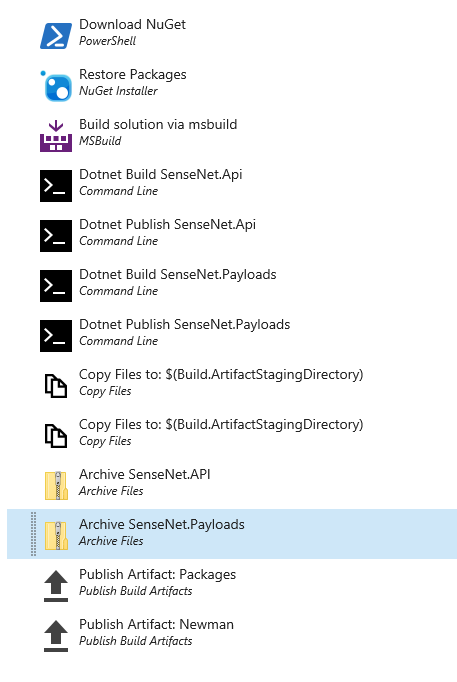 Download NuGet
PowerShell
Restore Packages
NuGet Installer
Build solution via msbuild
MSBuild
Dotnet Build SenseNet.Api
Command Line
Dotnet Publish SenseNet.Api
Command Line
Dotnet Build SenseNet.Payloads
Command Line
Dotnet Publish SenseNet.Payloads
Command Line
Copy Files to: $(Build.ArtifactStagingDirectory)
Copy Files
Copy Files to: $(Build.ArtifactStagingDirectory)
Copy Files
Archive SenseNet.API
Archive Files
Archive SenseNet.Payloads
Archive Files
Publish Artifact: Packages
Publish Build Artifacts
Publish Artifact: Newman
Publish Build Artifacts